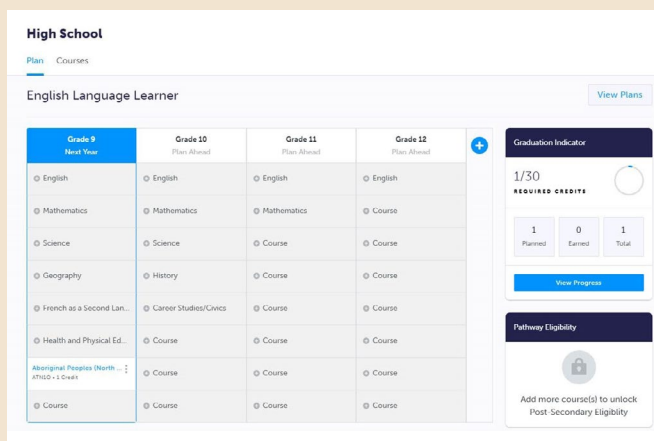 High School
Plan Courses
English Language Learner
View Plans
Grade 9 Grade 10 Grade 11 Grade 12
Next Year Plan Ahead Plan Ahead Plan Ahead
English English English English
Mathematics Mathematics Mathematics Course
Science Science Course Course
Geography History Course Course
French as a Second Lan... Career Studies/Civics Course Course
Health and Physical Ed... Course Course Course
Aboriginal Peoples (North ...
ATN1O • 1 Credit
Course Course Course
Course Course Course Course
Graduation Indicator
1/30
REQUIRED CREDITS
1 0 1
Planned Earned Total
View Progress
Pathway Eligibility
Add more course(s) to unlock
Post-Secondary Eligiblity